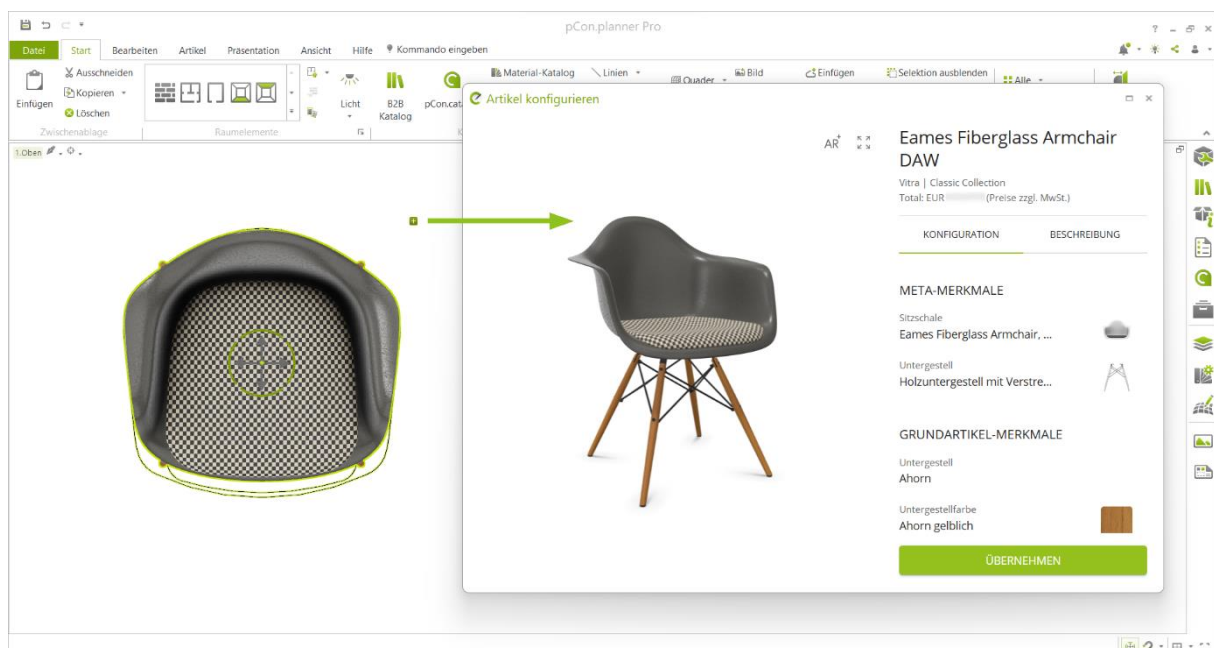 pCon.planner Pro
Datei Start Bearbeiten Artikel Präsentation Ansicht Hilfe Kommando eingeben
Einfügen
Ausschneiden
Kopieren
Löschen
Zwischenablage
Raumelemente
Licht
B2B
Katalog
pCon.cat
Material-Katalog
Linien
Quader
Bild
Einfügen
Selektion ausblenden
Alle
1.Oben
Artikel konfigurieren
AR
Eames Fiberglass Armchair
DAW
Vitra | Classic Collection
Total: EUR (Preise zzgl. MwSt.)
KONFIGURATION BESCHREIBUNG
META-MERKMALE
Sitzschale
Eames Fiberglass Armchair, ...
Untergestell
Holzuntergestell mit Verstre...
GRUNDARTIKEL-MERKMALE
Untergestell
Ahorn
Untergestellfarbe
Ahorn gelblich
ÜBERNEHMEN